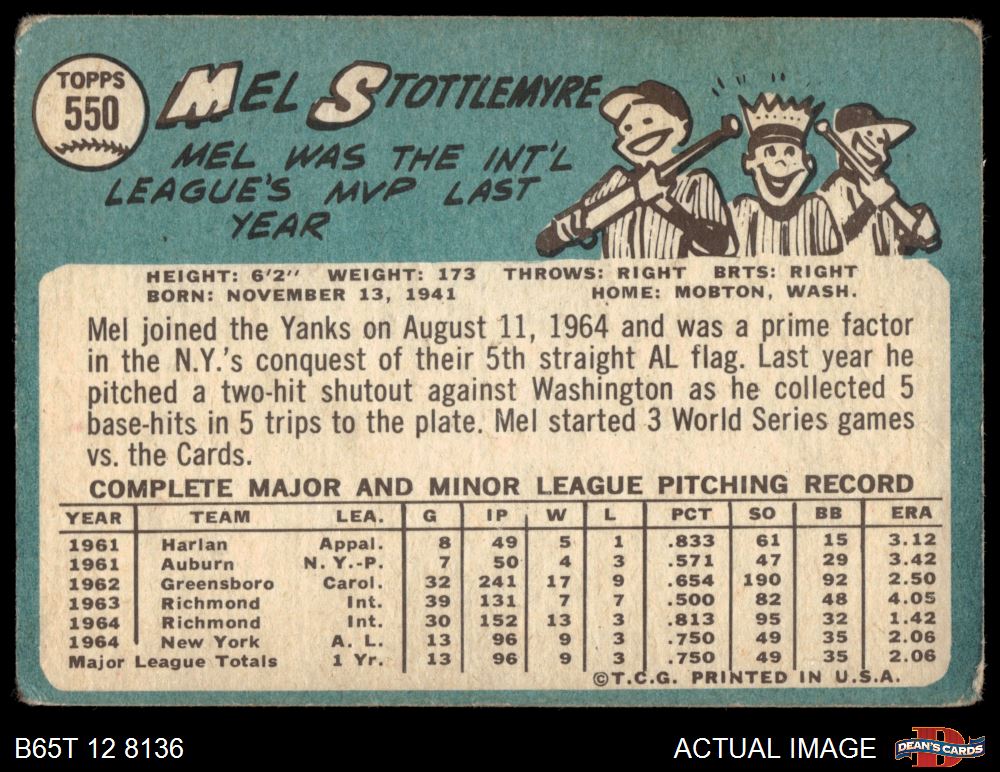 TOPPS
550
MEL STOTTLEMYRE
MEL WAS THE INT'L
LEAGUE'S MVP LAST
YEAR
HEIGHT: 6'2" WEIGHT: 173 THROWS: RIGHT BRTS: RIGHT
BORN: NOVEMBER 13, 1941 HOME: MOBTON, WASH.
Mel joined the Yanks on August 11, 1964 and was a prime factor
in the N.Y.'s conquest of their 5th straight AL flag. Last year he
pitched a two-hit shutout against Washington as he collected 5
base-hits in 5 trips to the plate. Mel started 3 World Series games
vs. the Cards.
COMPLETE MAJOR AND MINOR LEAGUE PITCHING RECORD
YEAR TEAM LEA. G IP W L PCT SO BB ERA
1961 Harlan Appal. 8 49 5 1 .833 61 15 3.12
1961 Auburn N.Y.-P. 7 50 4 3 .571 47 29 3.42
1962 Greensboro Carol. 32 241 17 9 .654 190 92 2.50
1963 Richmond Int. 39 131 7 7 .500 82 48 4.05
1964 Richmond Int. 30 152 13 3 .813 95 32 1.42
1964 New York A. L. 13 96 9 3 .750 49 35 2.06
Major League Totals 1 Yr. 13 96 9 3 .750 49 35 2.06
©T.C.G. PRINTED IN U.S.A.
B65T 12 8136 ACTUAL IMAGE DEAN'S CARDS